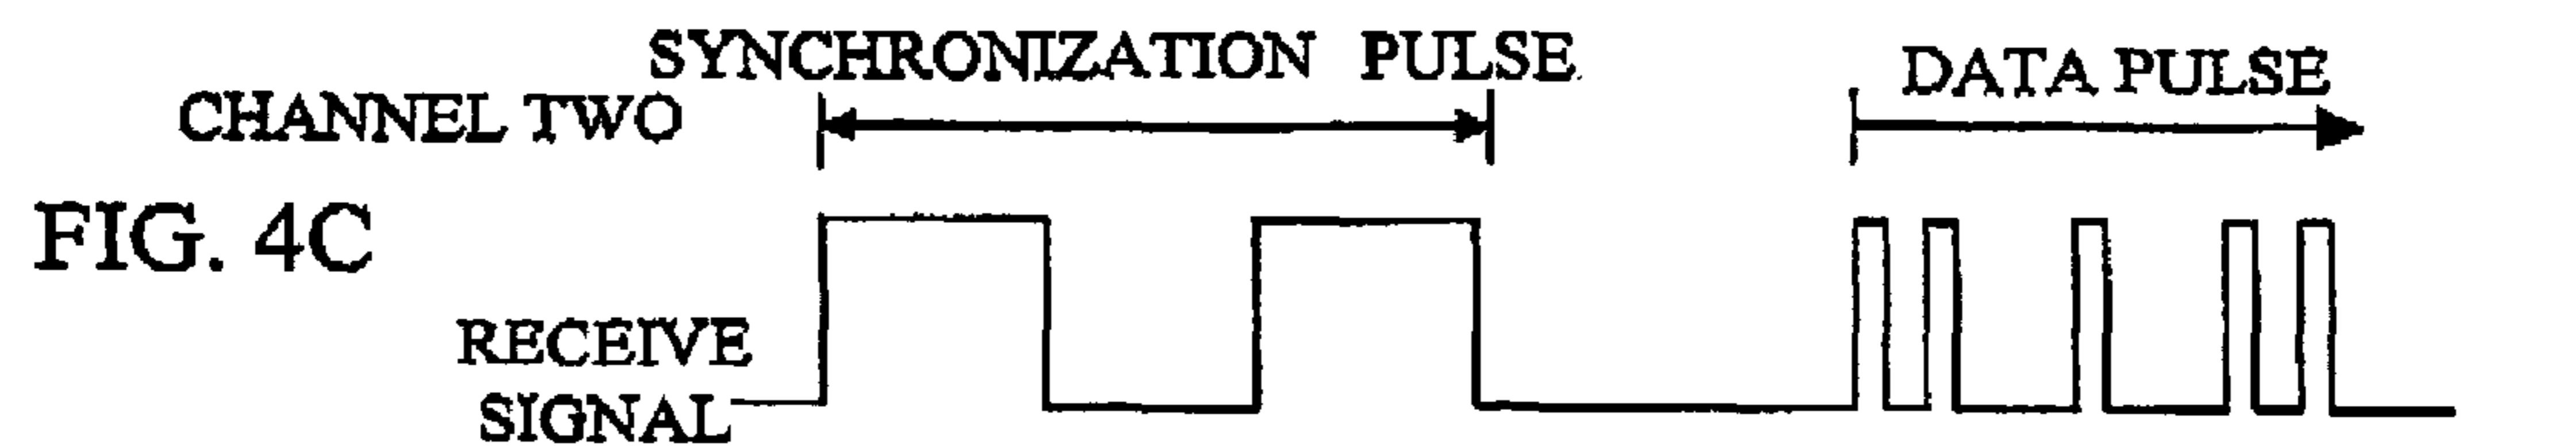 SYNCHRONIZATION PULSE
DATA PULSE
CHANNEL TWO
FIG. 4C
RECEIVE
SIGNAL